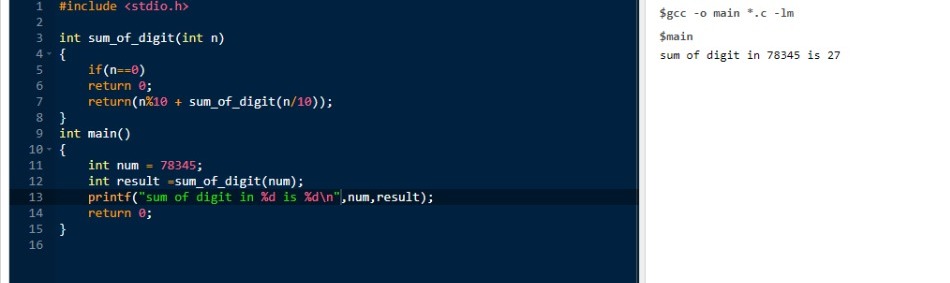 1 #include <stdio.h>
2
3 int sum_of_digit(int n)
4 {
5 if(n==0)
6 return 0;
7 return(n%10 + sum_of_digit(n/10));
8 }
9 int main()
10 {
11 int num = 78345;
12 int result =sum_of_digit(num);
13 printf("sum of digit in %d is %d\n",num,result);
14 return 0;
15 }
16
$gcc -o main *.c -lm
$main
sum of digit in 78345 is 27